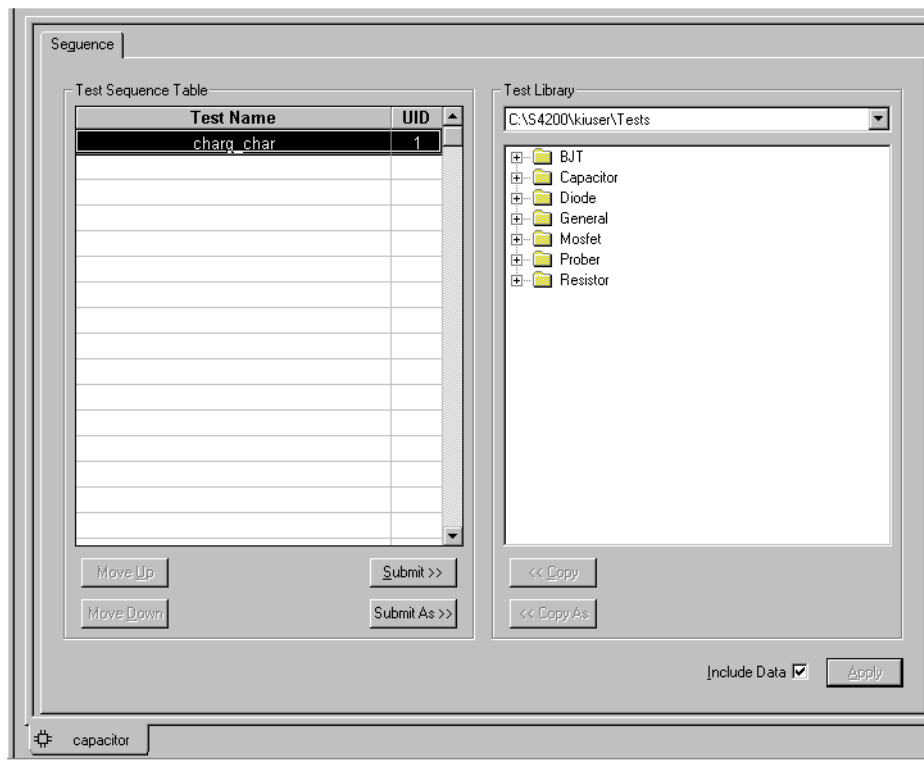 Seguence
Test Sequence Table
Test Name UID
charg_char 1
Move Up
Submit >>
Move Down
Submit As >>
Test Library
C:\S4200\kiuser\Tests
BJT
Capacitor
Diode
General
Mosfet
Prober
Resistor
<< Copy
<< Copy As
Include Data
Apply
capacitor